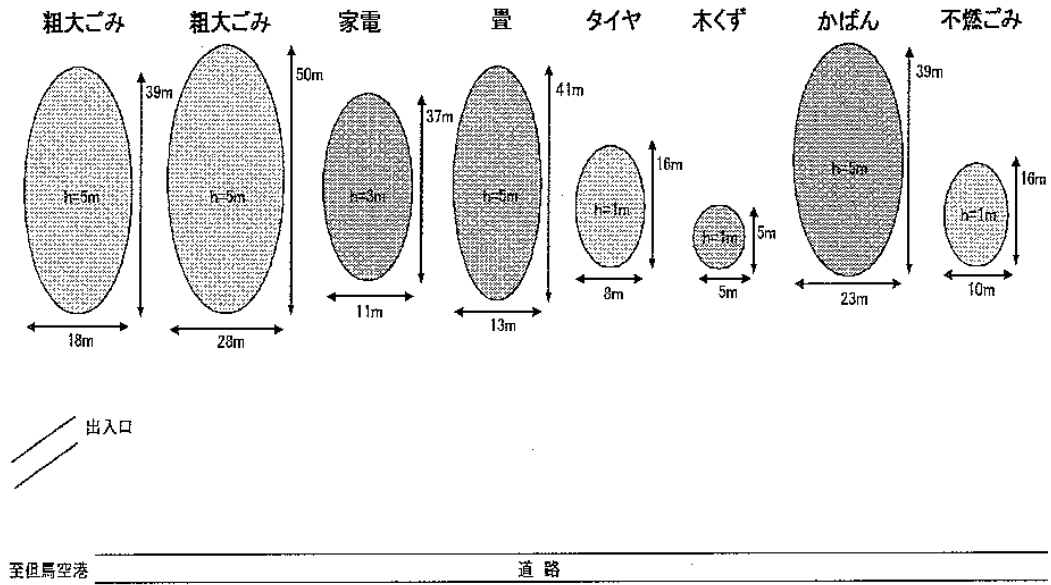 粗大ごみ 粗大ごみ 家電 畳 タイヤ 木くず かばん 不燃ごみ
39m 50m 37m 41m 16m 5m 39m 16m
h=5m h=5m h=3m h=5m h=1m h=1m h=5m h=1m
18m 28m 11m 13m 8m 5m 23m 10m
出入口
至但馬空港 道路